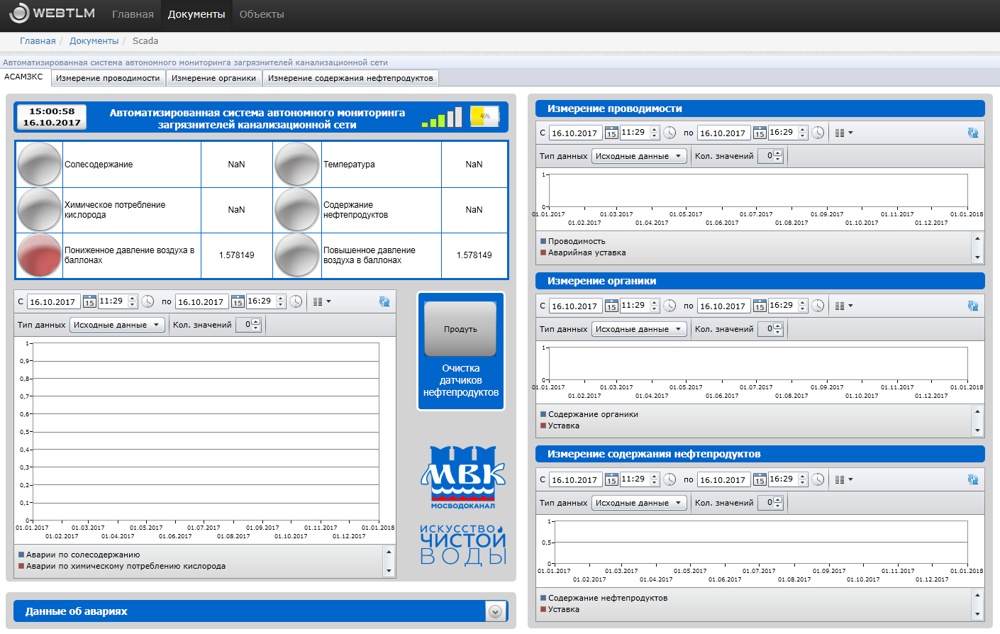 WEBTLM Главная Документы Объекты
Главная / Документы / Scada
Автоматизированная система автономного мониторинга загрязнителей канализационной сети
АСАМЗКС Измерение проводимости Измерение органики Измерение содержания нефтепродуктов
15:00:58
16.10.2017
Автоматизированная система автономного мониторинга
загрязнителей канализационной сети
46%
Солесодержание NaN Температура NaN
Химическое потребление
кислорода
NaN
Содержание
нефтепродуктов
NaN
Пониженное давление воздуха в
баллонах
1.578149
Повышенное давление
воздуха в баллонах
1.578149
С 16.10.2017 15 11:29 по 16.10.2017 15 16:29
Тип данных Исходные данные Кол. значений 0
1
0,9
0,8
0,7
0,6
0,5
0,4
0,3
0,2
0,1
0
01.01.2017 01.03.2017 01.05.2017 01.07.2017 01.09.2017 01.11.2017 01.01.2018
01.02.2017 01.04.2017 01.06.2017 01.08.2017 01.10.2017 01.12.2017
Аварии по солесодержанию
Аварии по химическому потреблению кислорода
Продуть
Очистка
датчиков
нефтепродуктов
МВК
МОСВОДОКАНАЛ
ИСКУССТВО
ЧИСТОЙ
ВОДЫ
Данные об авариях
Измерение проводимости
С 16.10.2017 15 11:29 по 16.10.2017 15 16:29
Тип данных Исходные данные Кол. значений 0
1
0
01.01.2017 01.03.2017 01.05.2017 01.07.2017 01.09.2017 01.11.2017 01.01.2018
01.02.2017 01.04.2017 01.06.2017 01.08.2017 01.10.2017 01.12.2017
Проводимость
Аварийная уставка
Измерение органики
С 16.10.2017 15 11:29 по 16.10.2017 15 16:29
Тип данных Исходные данные Кол. значений 0
1
0
01.01.2017 01.03.2017 01.05.2017 01.07.2017 01.09.2017 01.11.2017 01.01.2018
01.02.2017 01.04.2017 01.06.2017 01.08.2017 01.10.2017 01.12.2017
Содержание органики
Уставка
Измерение содержания нефтепродуктов
С 16.10.2017 15 11:29 по 16.10.2017 15 16:29
Тип данных Исходные данные Кол. значений 0
1
0,5
0
01.01.2017 01.03.2017 01.05.2017 01.07.2017 01.09.2017 01.11.2017 01.01.2018
01.02.2017 01.04.2017 01.06.2017 01.08.2017 01.10.2017 01.12.2017
Содержание нефтепродуктов
Уставка